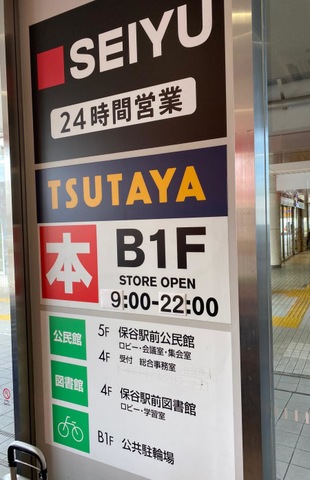 SEIYU
24時間営業
TSUTAYA
本
B1F
STORE OPEN
9:00-22:00
公民館
5F 保谷駅前公民館
ロビー・会議室・集会室
4F 受付 総合事務室
図書館
4F 保谷駅前図書館
ロビー・学習室
B1F 公共駐輪場